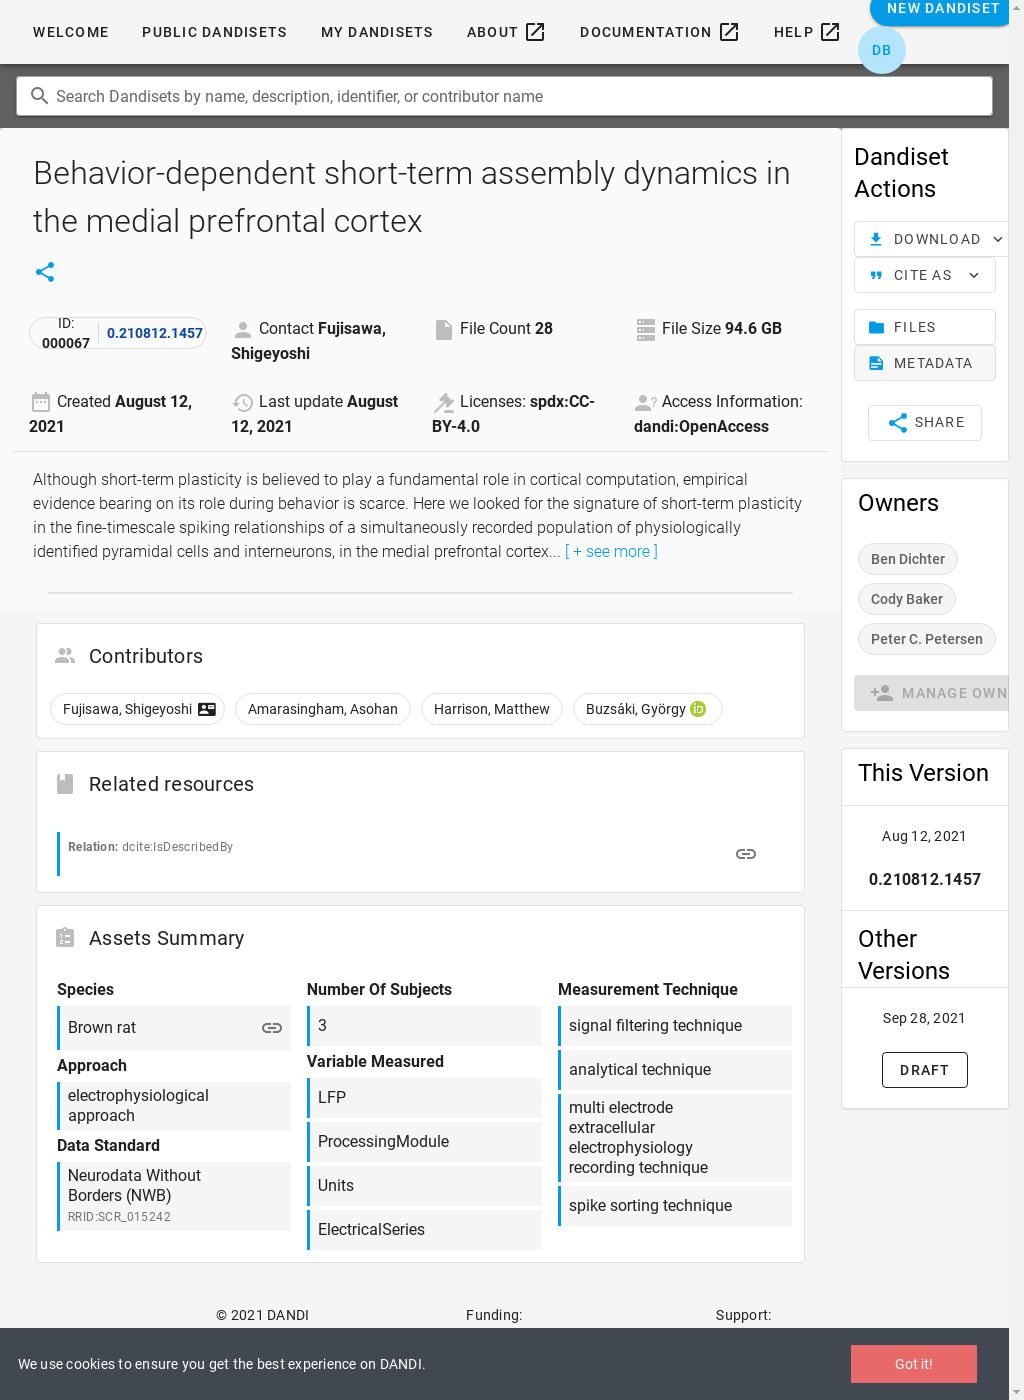 WELCOME
PUBLIC DANDISETS
MY DANDISETS
ABOUT
DOCUMENTATION
HELP
NEW DANDISET
DB
Search Dandisets by name, description, identifier, or contributor name
Behavior-dependent short-term assembly dynamics in
the medial prefrontal cortex
ID:
000067
0.210812.1457
Contact Fujisawa,
Shigeyoshi
File Count 28
File Size 94.6 GB
Created August 12,
2021
Last update August
12, 2021
Licenses: spdx:CC-
BY-4.0
Access Information:
dandi:OpenAccess
Although short-term plasticity is believed to play a fundamental role in cortical computation, empirical
evidence bearing on its role during behavior is scarce. Here we looked for the signature of short-term plasticity
in the fine-timescale spiking relationships of a simultaneously recorded population of physiologically
identified pyramidal cells and interneurons, in the medial prefrontal cortex... [ + see more ]
Contributors
Fujisawa, Shigeyoshi
Amarasingham, Asohan
Harrison, Matthew
Buzsáki, György iD
Related resources
Relation: dcite:IsDescribedBy
Assets Summary
Species
Brown rat
Approach
electrophysiological
approach
Data Standard
Neurodata Without
Borders (NWB)
RRID:SCR_015242
Number Of Subjects
3
Variable Measured
LFP
ProcessingModule
Units
ElectricalSeries
Measurement Technique
signal filtering technique
analytical technique
multi electrode
extracellular
electrophysiology
recording technique
spike sorting technique
Dandiset
Actions
DOWNLOAD
CITE AS
FILES
METADATA
SHARE
Owners
Ben Dichter
Cody Baker
Peter C. Petersen
MANAGE OWN
This Version
Aug 12, 2021
0.210812.1457
Other
Versions
Sep 28, 2021
DRAFT
© 2021 DANDI
Funding:
Support:
We use cookies to ensure you get the best experience on DANDI.
Got it!